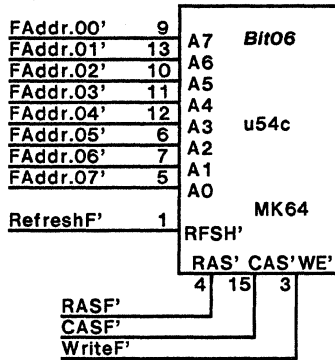 FAddr.00' 9 A7 Bit06
FAddr.01' 13 A6
FAddr.02' 10 A5
FAddr.03' 11 A4
FAddr.04' 12 A3 u54c
FAddr.05' 6 A2
FAddr.06' 7 A1
FAddr.07' 5 A0
MK64
RefreshF' 1 RFSH'
RAS' CAS' WE'
4 15 3
RASF'
CASF'
WriteF'